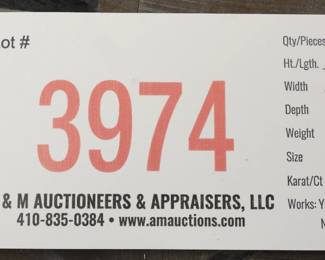 Lot #
3974
& M AUCTIONEERS & APPRAISERS, LLC
410-835-0384 • www.amauctions.com
Qty/Pieces
Ht./Lgth.
Width
Depth
Weight
Size
Karat/Ct
Works: Y
N